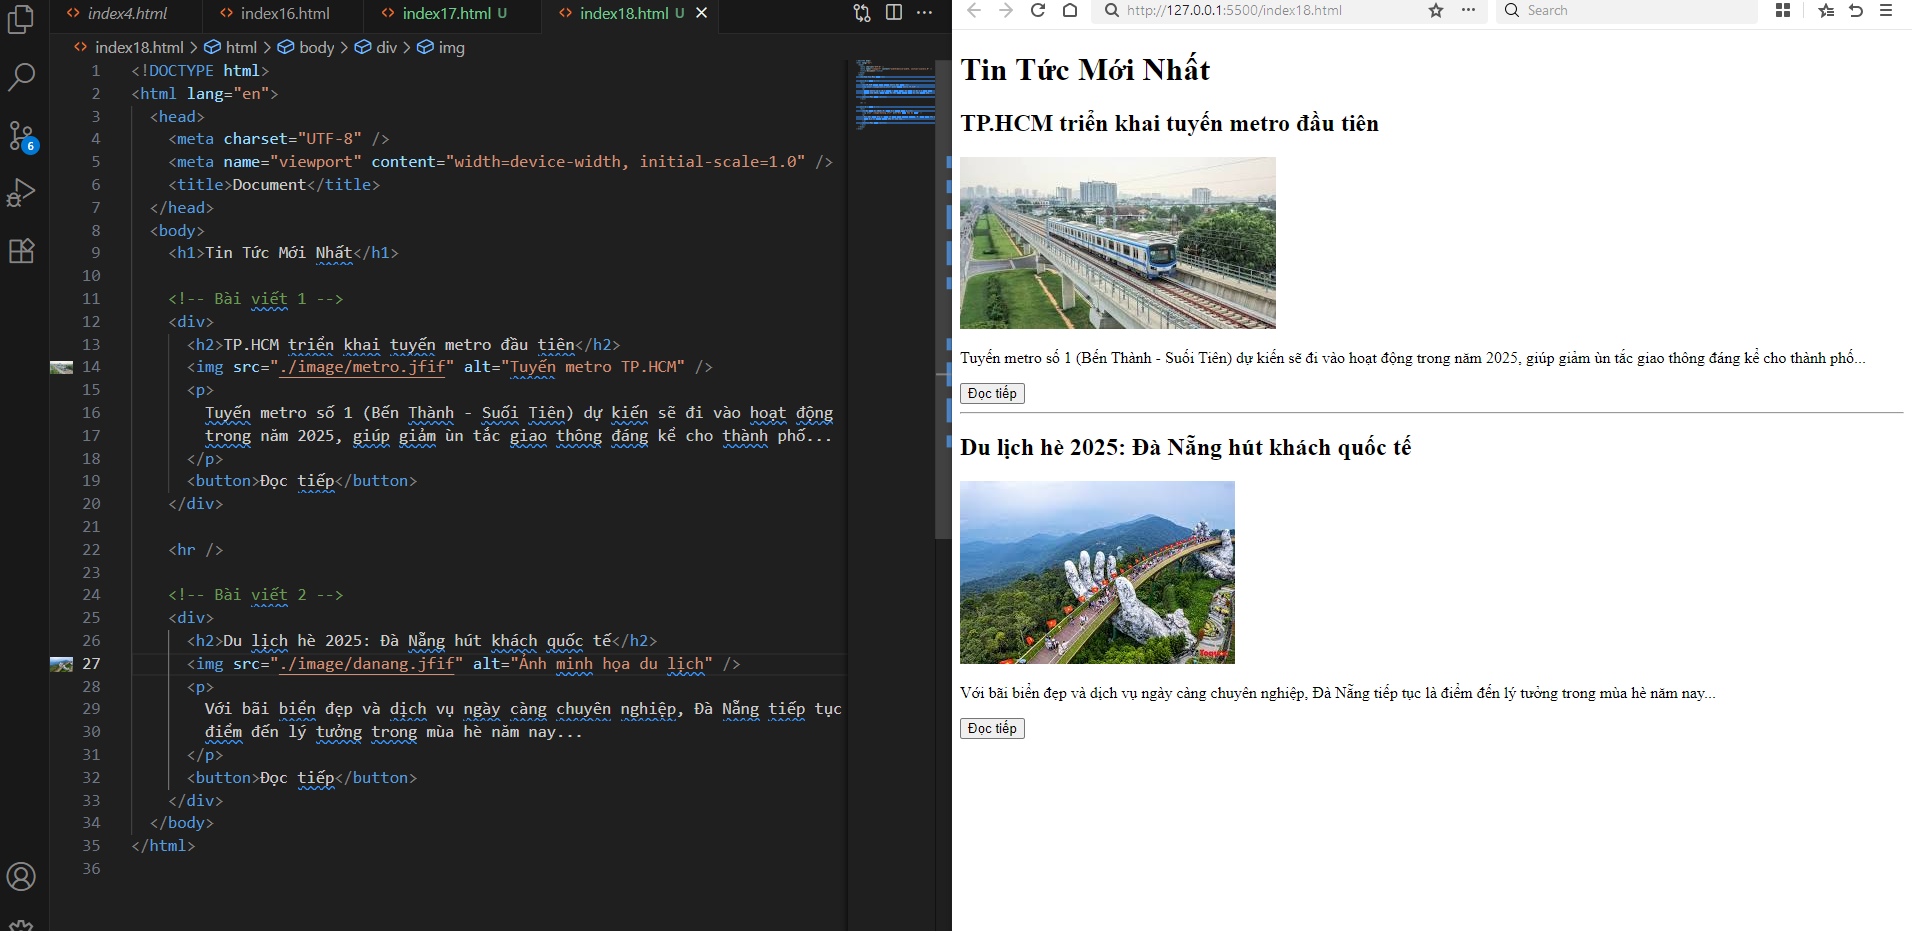 index4.html
index16.html
index17.html U
index18.html U
index18.html > html > body > div > img
1 <!DOCTYPE html>
2 <html lang="en">
3 <head>
4 <meta charset="UTF-8" />
5 <meta name="viewport" content="width=device-width, initial-scale=1.0" />
6 <title>Document</title>
7 </head>
8 <body>
9 <h1>Tin Tức Mới Nhất</h1>
10
11 <!-- Bài viết 1 -->
12 <div>
13 <h2>TP.HCM triển khai tuyến metro đầu tiên</h2>
14 <img src="./image/metro.jfif" alt="Tuyến metro TP.HCM" />
15 <p>
16 Tuyến metro số 1 (Bến Thành - Suối Tiên) dự kiến sẽ đi vào hoạt động
17 trong năm 2025, giúp giảm ùn tắc giao thông đáng kể cho thành phố...
18 </p>
19 <button>Đọc tiếp</button>
20 </div>
21
22 <hr />
23
24 <!-- Bài viết 2 -->
25 <div>
26 <h2>Du lịch hè 2025: Đà Nẵng hút khách quốc tế</h2>
27 <img src="./image/danang.jfif" alt="Ảnh minh họa du lịch" />
28 <p>
29 Với bãi biển đẹp và dịch vụ ngày càng chuyên nghiệp, Đà Nẵng tiếp tục
30 điểm đến lý tưởng trong mùa hè năm nay...
31 </p>
32 <button>Đọc tiếp</button>
33 </div>
34 </body>
35 </html>
36
6
http://127.0.0.1:5500/index18.html
Search
Tin Tức Mới Nhất
TP.HCM triển khai tuyến metro đầu tiên
Tuyến metro số 1 (Bến Thành - Suối Tiên) dự kiến sẽ đi vào hoạt động trong năm 2025, giúp giảm ùn tắc giao thông đáng kể cho thành phố...
Đọc tiếp
Du lịch hè 2025: Đà Nẵng hút khách quốc tế
Với bãi biển đẹp và dịch vụ ngày càng chuyên nghiệp, Đà Nẵng tiếp tục là điểm đến lý tưởng trong mùa hè năm nay...
Đọc tiếp